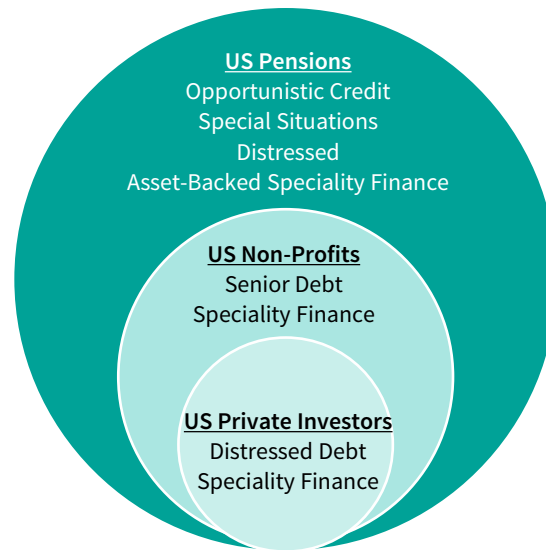 US Pensions
Opportunistic Credit
Special Situations
Distressed
Asset-Backed Speciality Finance
US Non-Profits
Senior Debt
Speciality Finance
US Private Investors
Distressed Debt
Speciality Finance